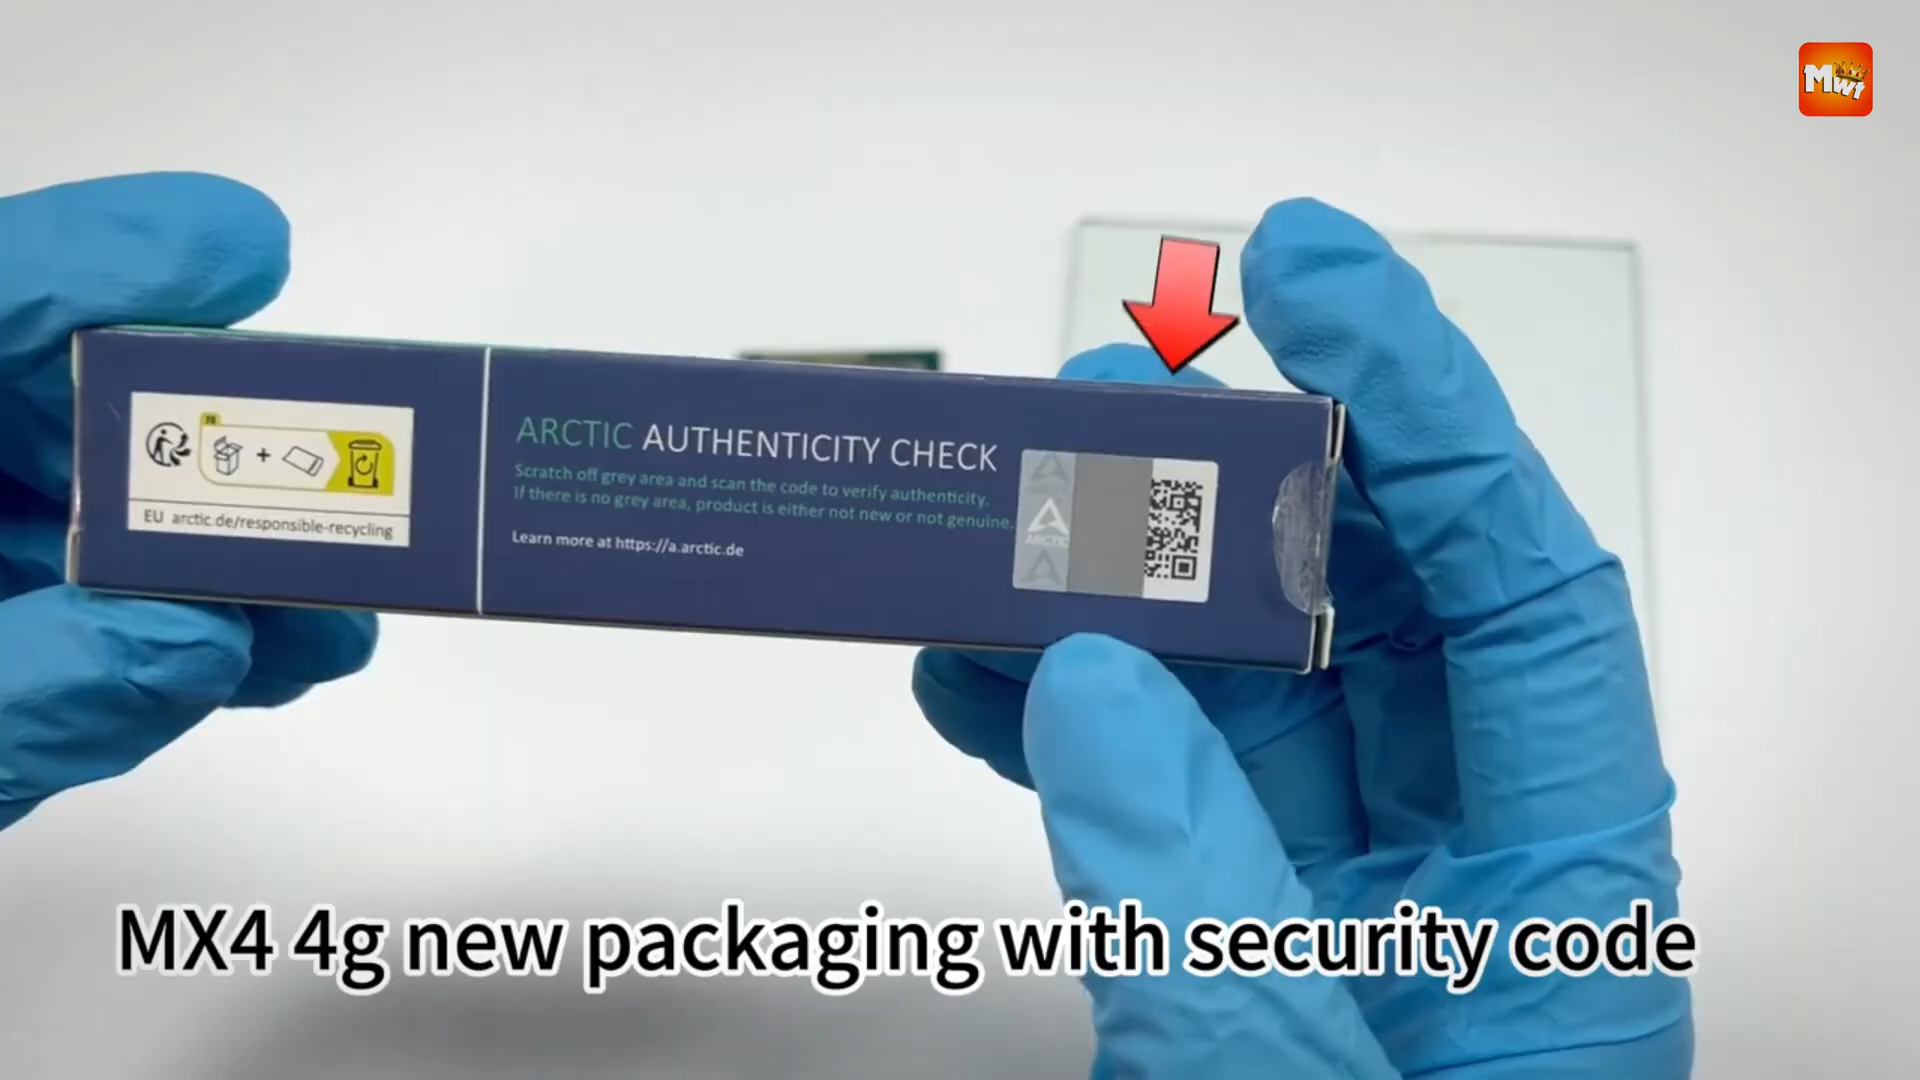 Mwt
FR
+
EU arctic.de/responsible-recycling
ARCTIC AUTHENTICITY CHECK
Scratch off grey area and scan the code to verify authenticity.
If there is no grey area, product is either not new or not genuine.
Learn more at https://a.arctic.de
ARCTIC
MX4 4g new packaging with security code